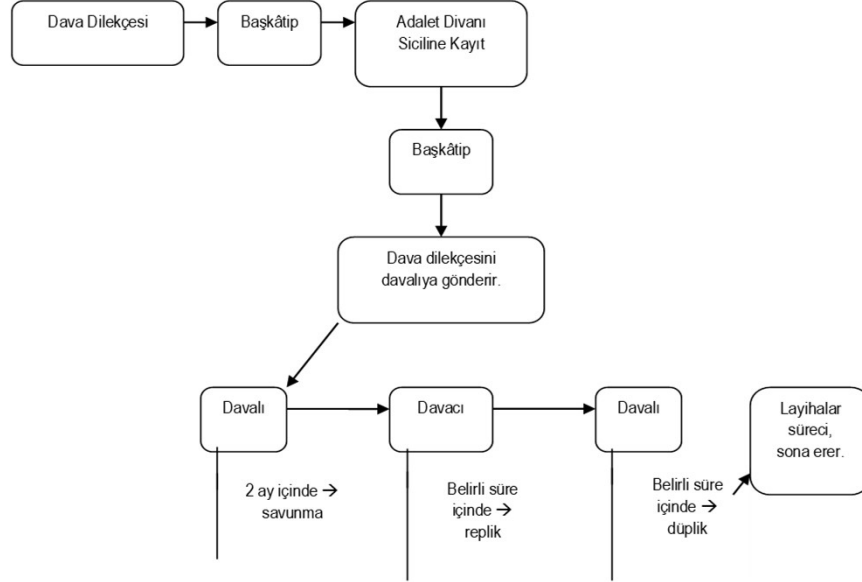 Dava Dilekçesi
Başkâtip
Adalet Divanı
Siciline Kayıt
Başkâtip
Dava dilekçesini
davalıya gönderir.
Davalı
Davacı
Davalı
Layihalar
süreci,
sona erer.
2 ay içinde →
savunma
Belirli süre
içinde →
replik
Belirli süre
içinde →
düplik